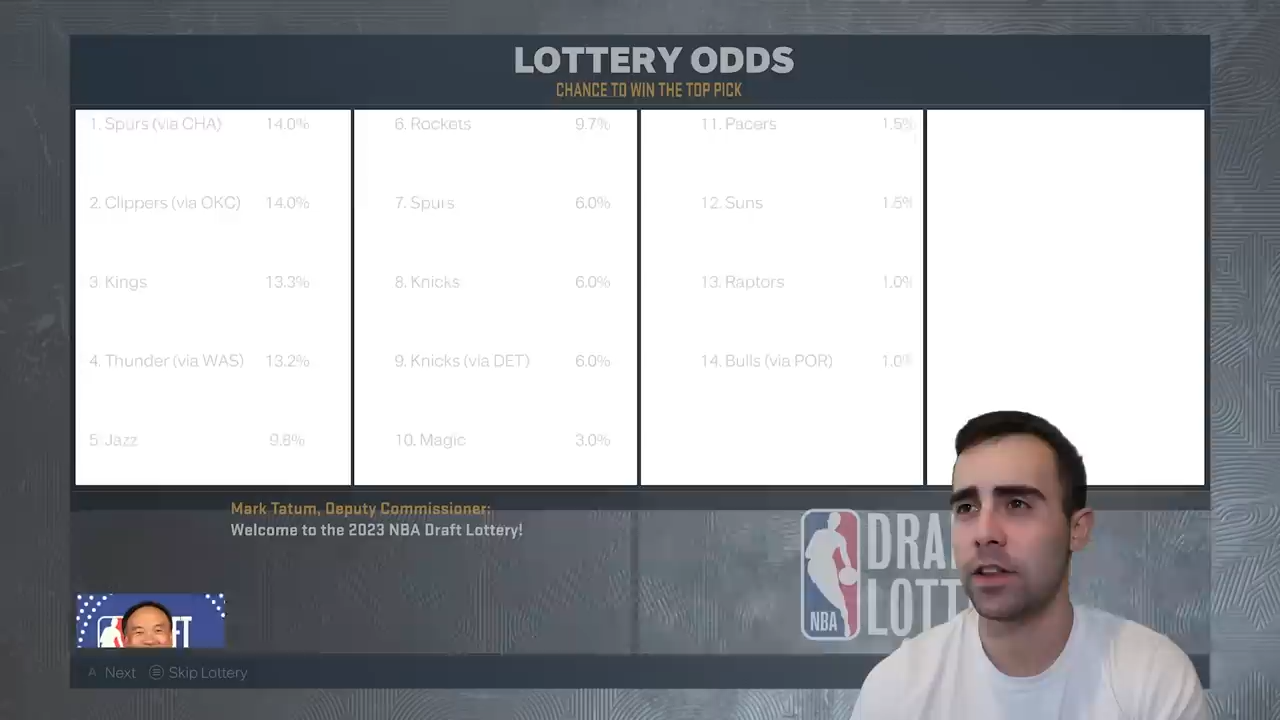 LOTTERY ODDS
CHANCE TO WIN THE TOP PICK
1. Spurs (via CHA) 14.0%
2. Clippers (via OKC) 14.0%
3. Kings 13.3%
4. Thunder (via WAS) 13.2%
5. Jazz 9.8%
6. Rockets 9.7%
7. Spurs 6.0%
8. Knicks 6.0%
9. Knicks (via DET) 6.0%
10. Magic 3.0%
11. Pacers 1.5%
12. Suns 1.5%
13. Raptors 1.0%
14. Bulls (via POR) 1.0%
Mark Tatum, Deputy Commissioner:
Welcome to the 2023 NBA Draft Lottery!
NBA
DRA
LOTT
FT
A Next Skip Lottery